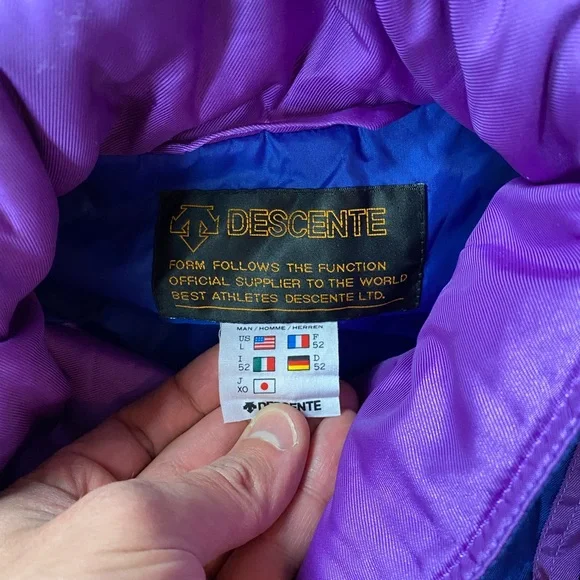 DESCENTE
FORM FOLLOWS THE FUNCTION
OFFICIAL SUPPLIER TO THE WORLD
BEST ATHLETES DESCENTE LTD.
MAN / HOMME / HERREN
US L F 52
I 52 D 52
J XO
DESCENTE